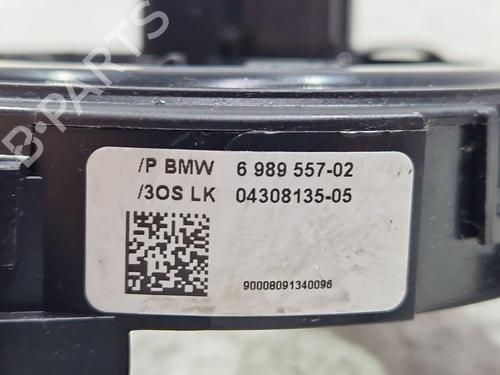 /P BMW 6 989 557-02
/3OS LK 04308135-05
90008091340096
B-PARTS